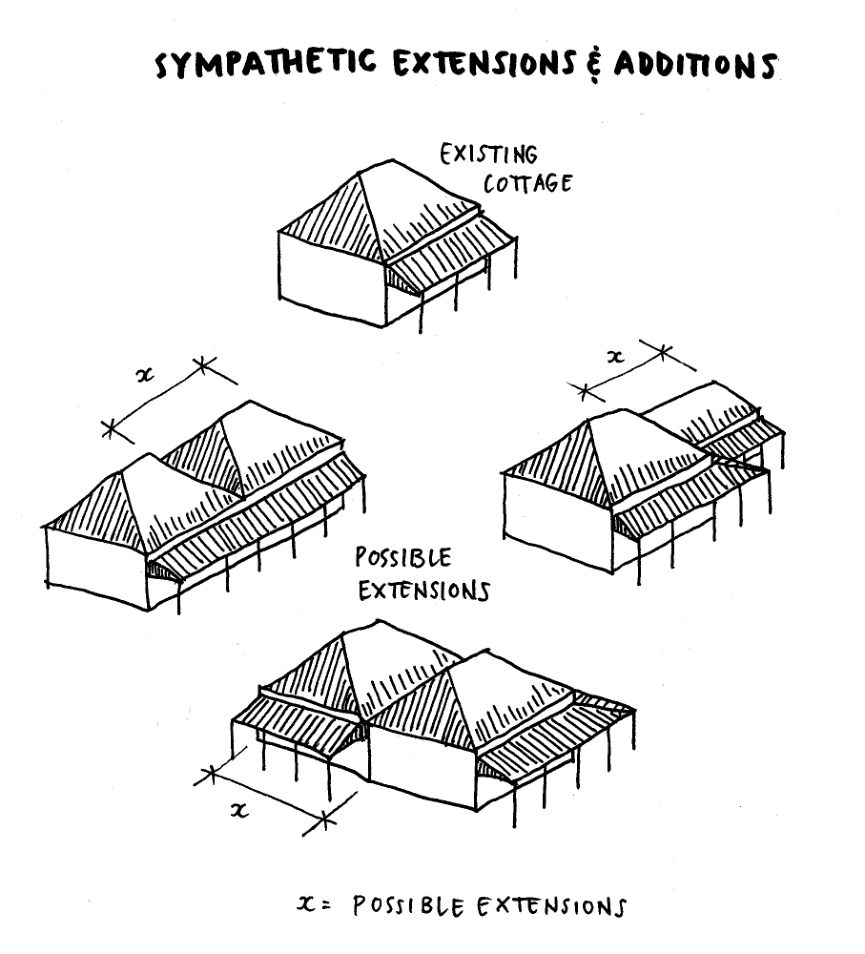 SYMPATHETIC EXTENSIONS & ADDITIONS
EXISTING
COTTAGE
x
x
POSSIBLE
EXTENSIONS
x
x = POSSIBLE EXTENSIONS